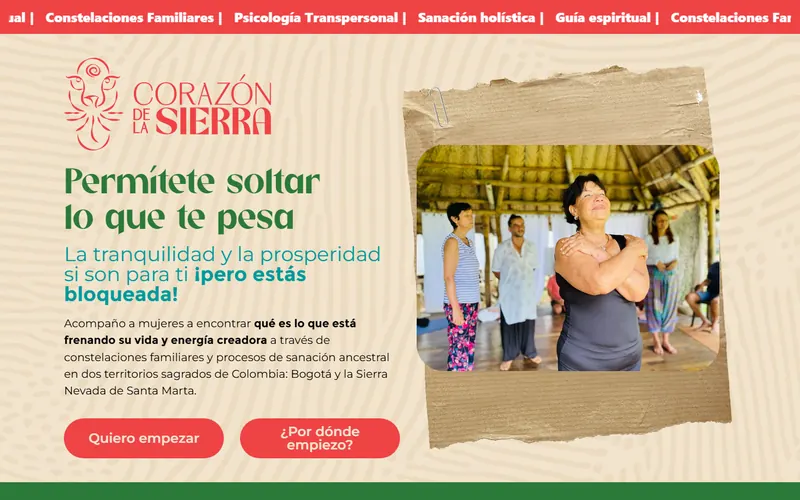 ual | Constelaciones Familiares | Psicología Transpersonal | Sanación holística | Guía espiritual | Constelaciones Fam
CORAZÓN
DE LA SIERRA
Permítete soltar
lo que te pesa
La tranquilidad y la prosperidad
si son para ti ¡pero estás
bloqueada!
Acompaño a mujeres a encontrar qué es lo que está
frenando su vida y energía creadora a través de
constelaciones familiares y procesos de sanación ancestral
en dos territorios sagrados de Colombia: Bogotá y la Sierra
Nevada de Santa Marta.
Quiero empezar
¿Por dónde
empiezo?